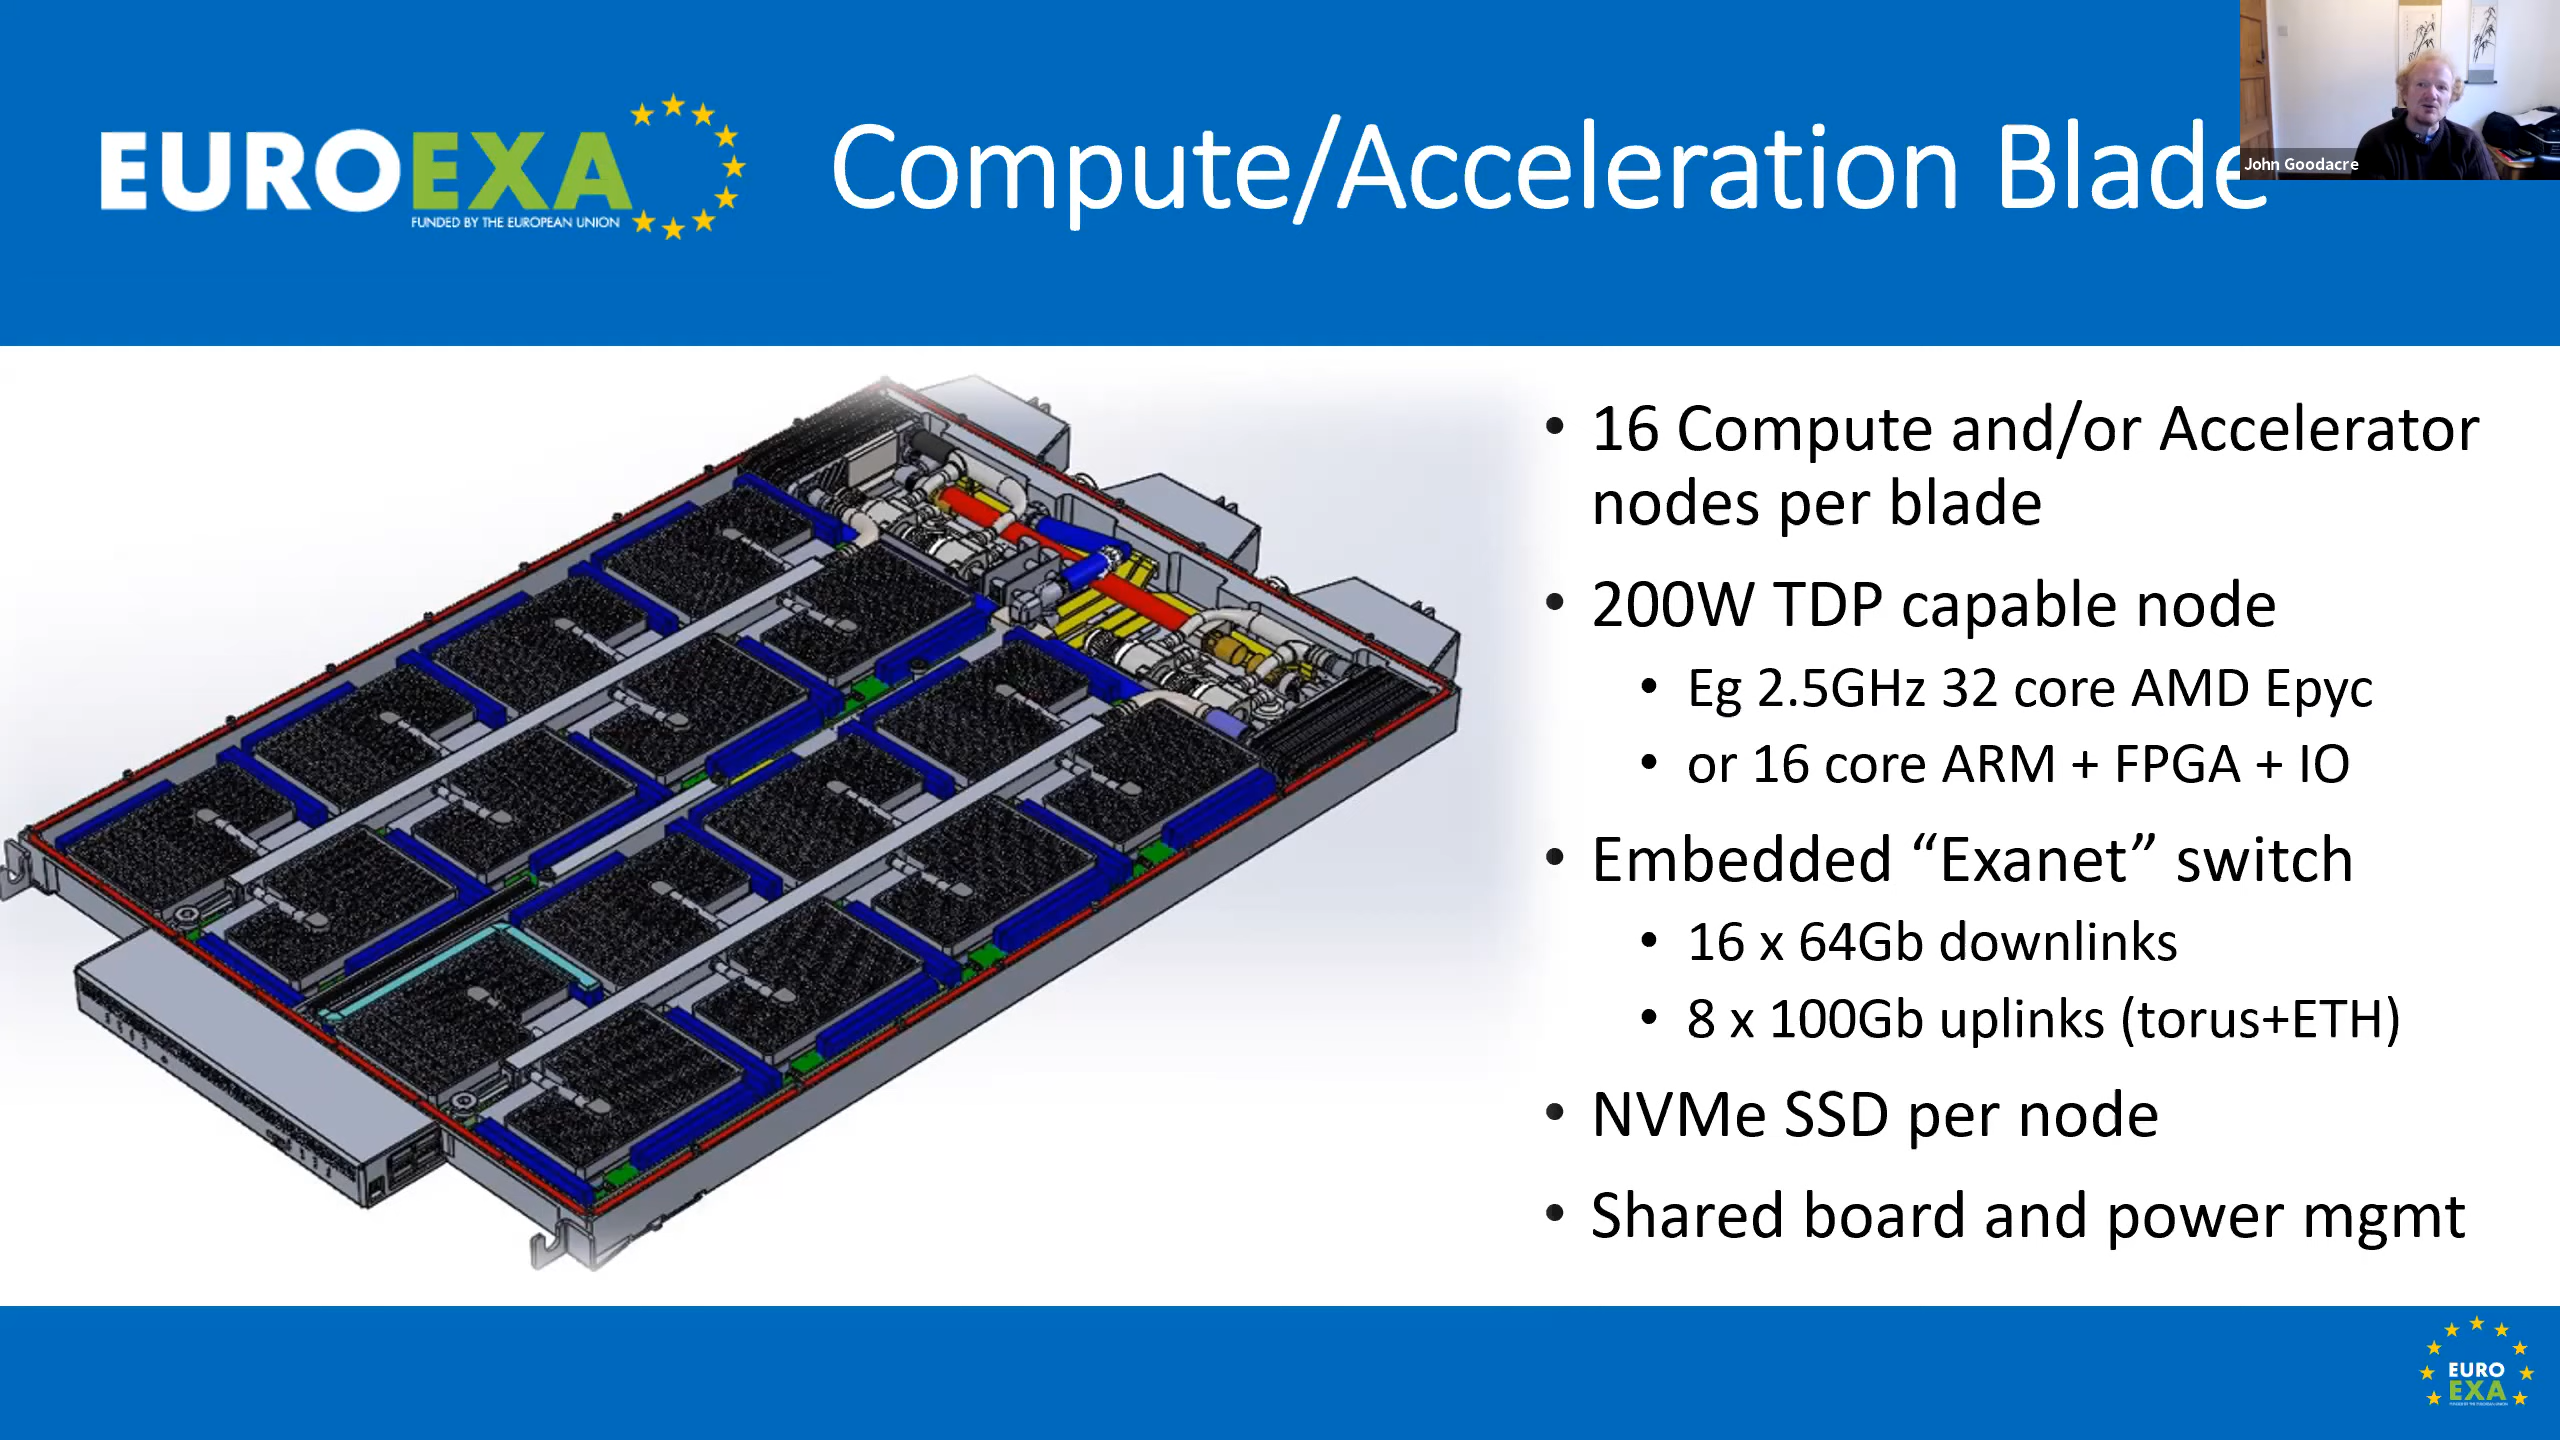 EUROEXA
FUNDED BY THE EUROPEAN UNION
Compute/Acceleration Blade
John Goodacre
• 16 Compute and/or Accelerator
nodes per blade
• 200W TDP capable node
• Eg 2.5GHz 32 core AMD Epyc
• or 16 core ARM + FPGA + IO
• Embedded “Exanet” switch
• 16 x 64Gb downlinks
• 8 x 100Gb uplinks (torus+ETH)
• NVMe SSD per node
• Shared board and power mgmt
EURO
EXA